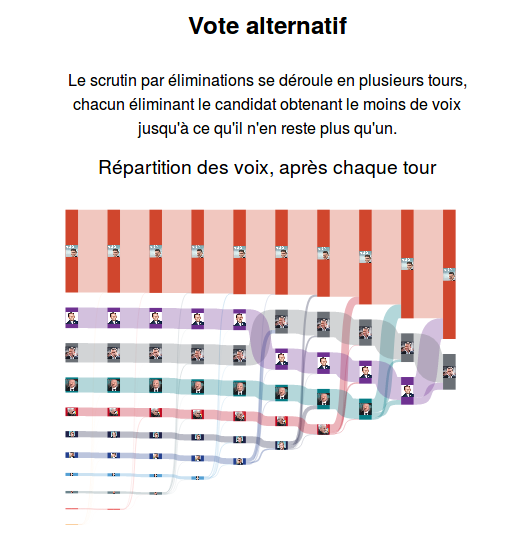 Vote alternatif
Le scrutin par éliminations se déroule en plusieurs tours,
chacun éliminant le candidat obtenant le moins de voix
jusqu'à ce qu'il n'en reste plus qu'un.
Répartition des voix, après chaque tour